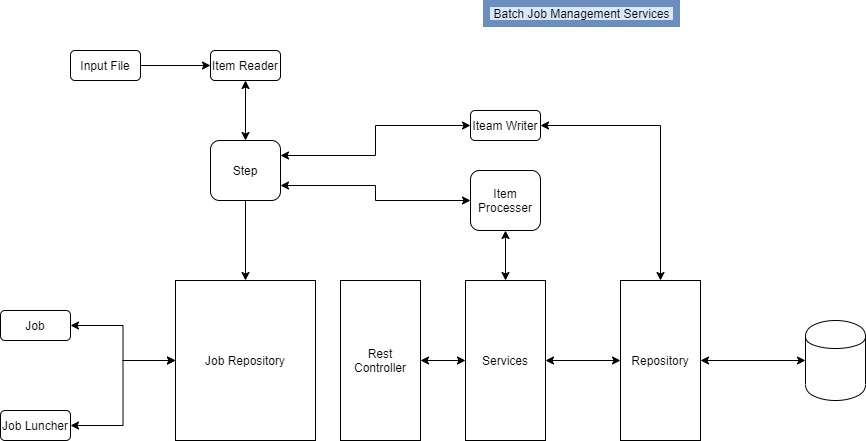 Batch Job Management Services
Input File
Item Reader
Iteam Writer
Step
Item
Processer
Job
Job Repository
Rest
Controller
Services
Repository
Job Luncher